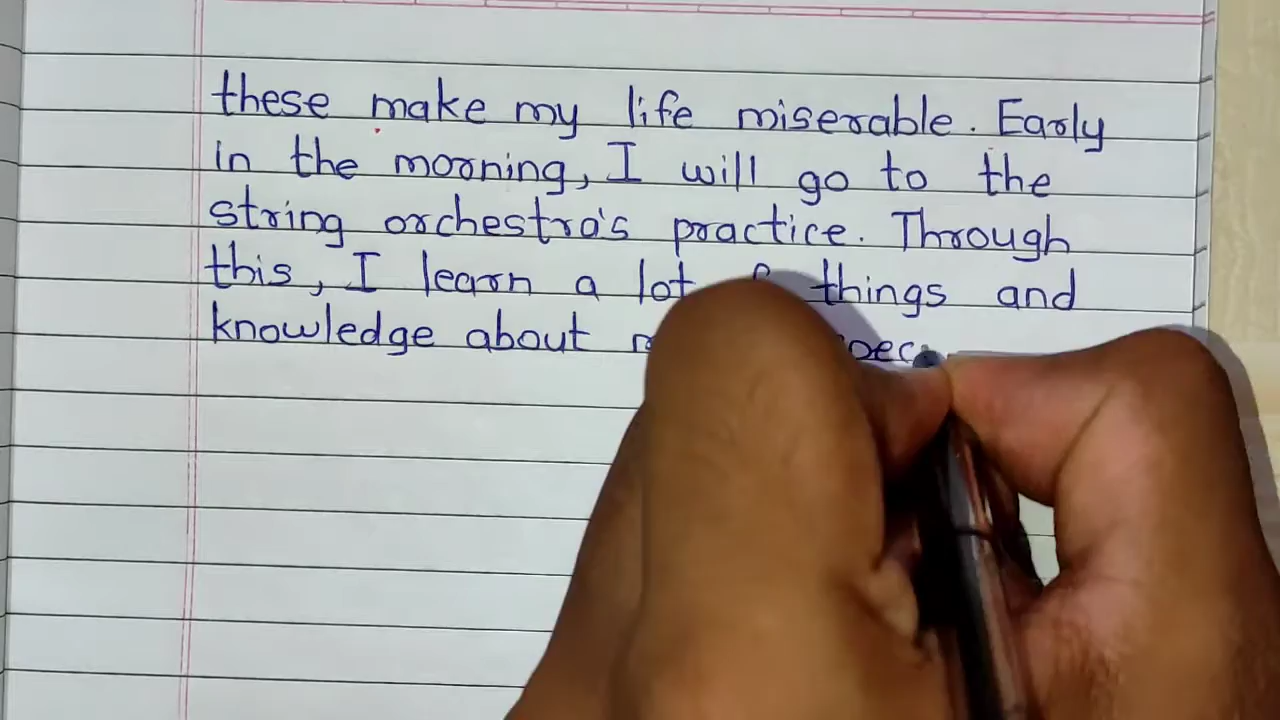 these make my life miserable. Early
in the morning, I will go to the
string orchestra's practice. Through
this, I learn a lot things and
knowledge about